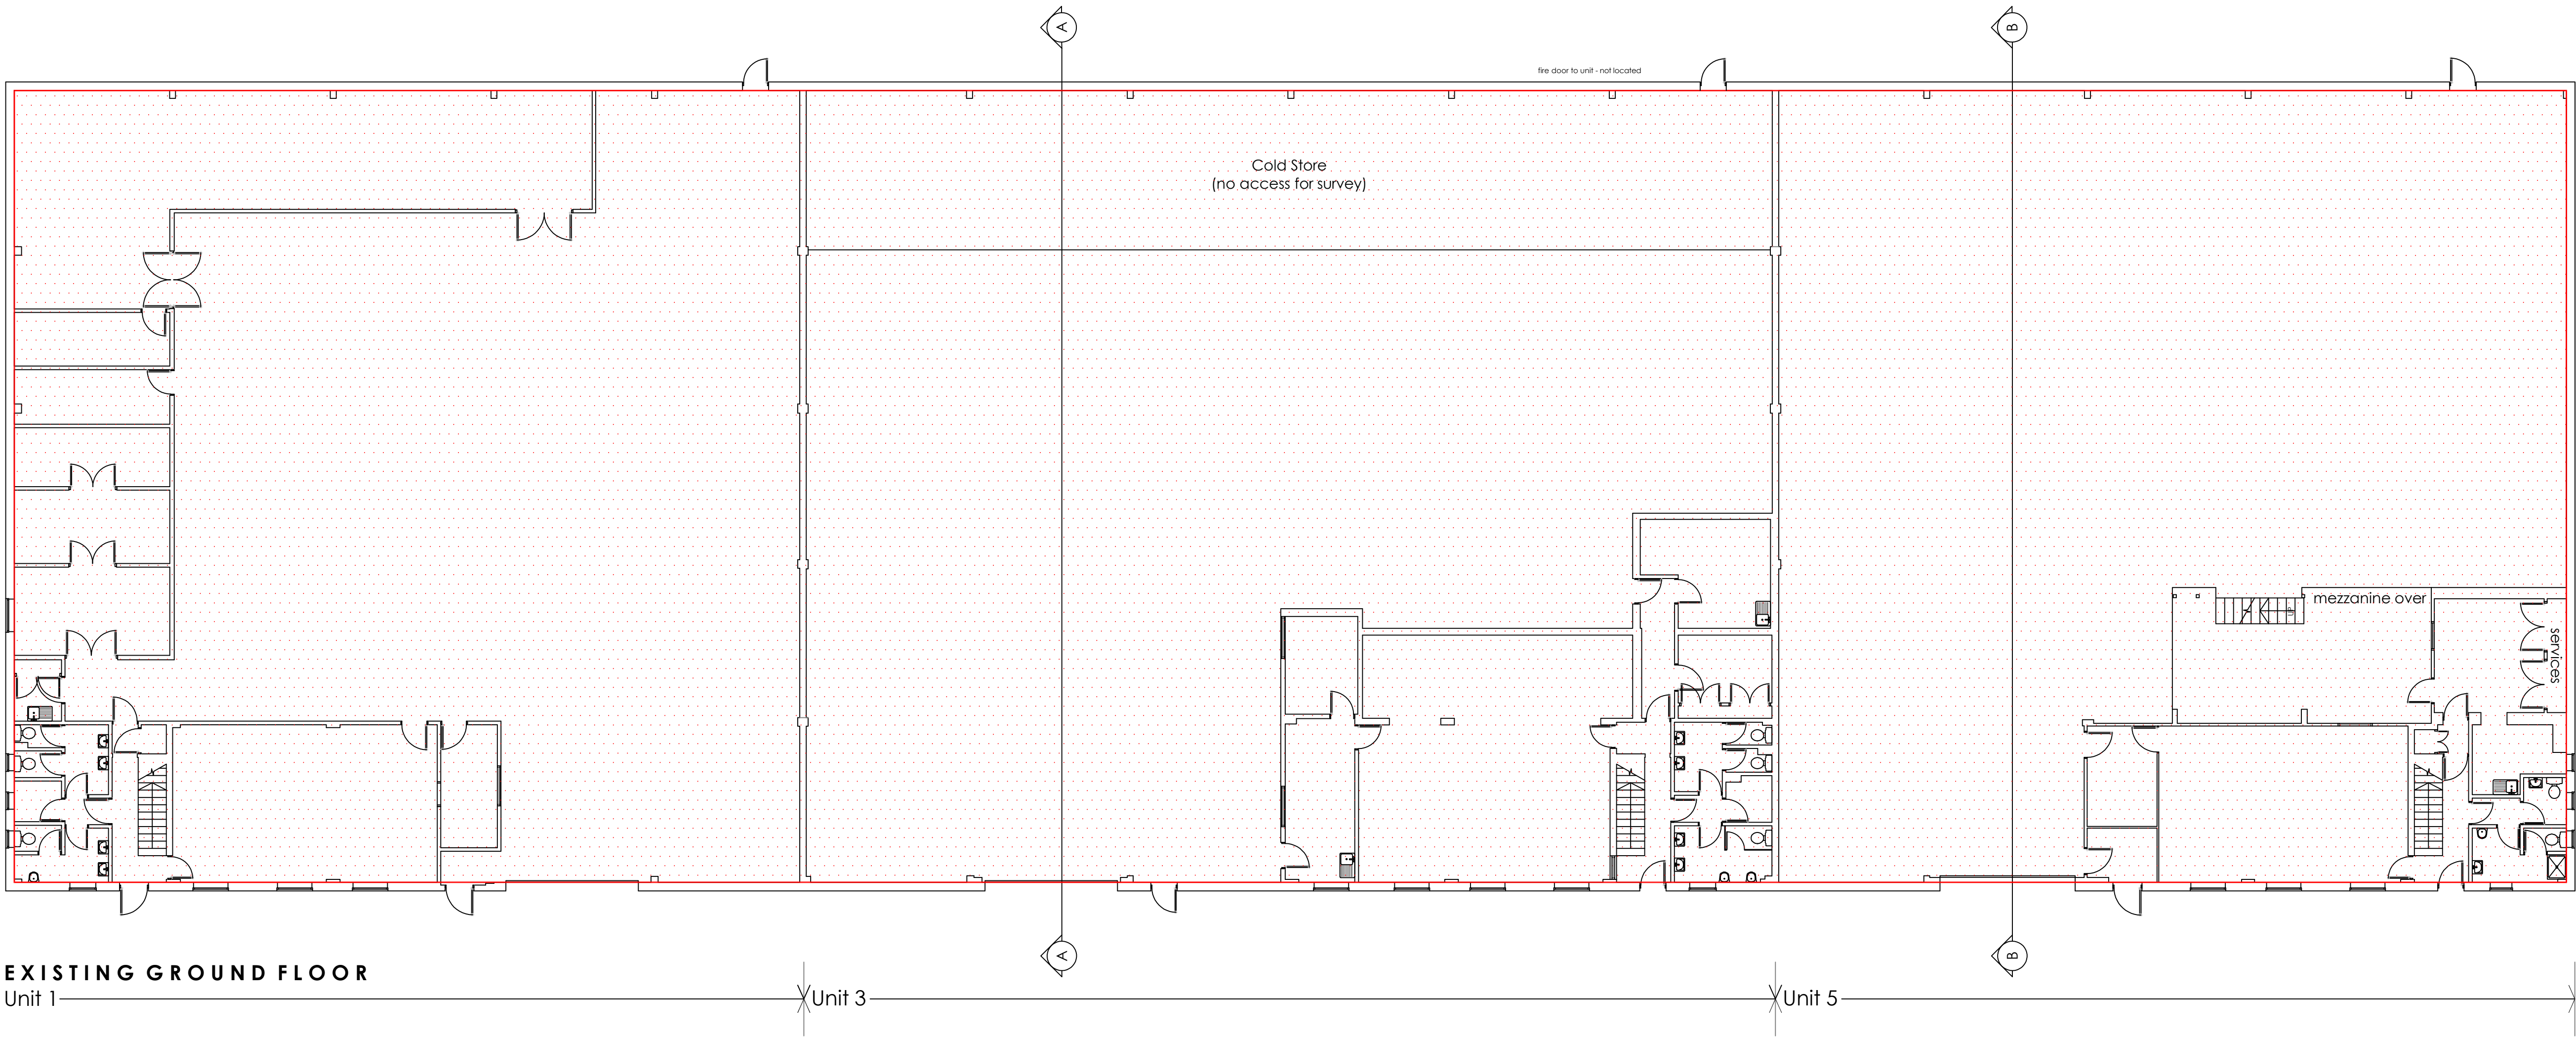 A
B
fire door to unit - not located
Cold Store
(no access for survey)
mezzanine over
services
A
B
EXISTING GROUND FLOOR
Unit 1
Unit 3
Unit 5